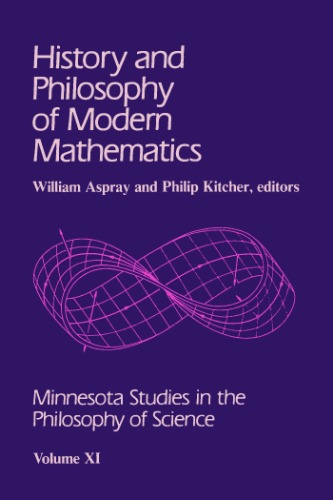 History and
Philosophy
of Modern
Mathematics
William Aspray and Philip Kitcher, editors
Minnesota Studies in the
Philosophy of Science
Volume XI